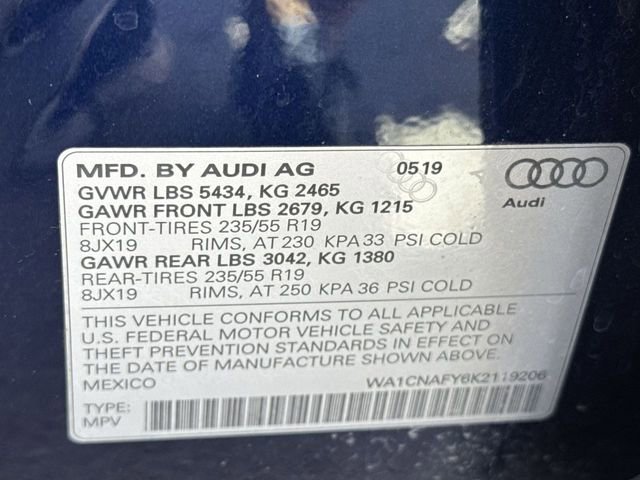 MFD. BY AUDI AG 0519
GVWR LBS 5434, KG 2465
GAWR FRONT LBS 2679, KG 1215
FRONT-TIRES 235/55 R19
8JX19 RIMS, AT 230 KPA 33 PSI COLD
GAWR REAR LBS 3042, KG 1380
REAR-TIRES 235/55 R19
8JX19 RIMS, AT 250 KPA 36 PSI COLD
Audi
THIS VEHICLE CONFORMS TO ALL APPLICABLE
U.S. FEDERAL MOTOR VEHICLE SAFETY AND
THEFT PREVENTION STANDARDS IN EFFECT ON
THE DATE OF MANUFACTURE SHOWN ABOVE.
MEXICO WA1CNAFY6K2119206
TYPE:
MPV